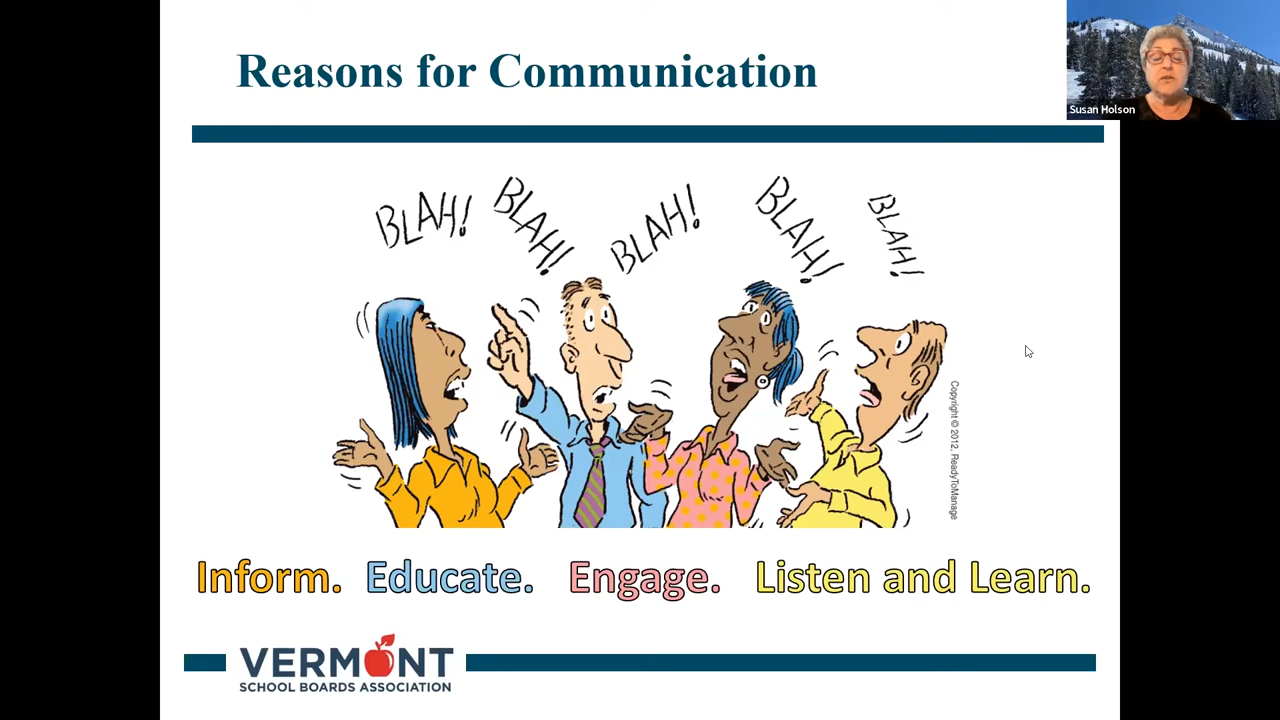 Reasons for Communication
Susan Holson
BLAH!
BLAH!
BLAH!
BLAH!
BLAH!
Copyright © 2012. ReadyToManage
Inform. Educate. Engage. Listen and Learn.
VERMONT
SCHOOL BOARDS ASSOCIATION